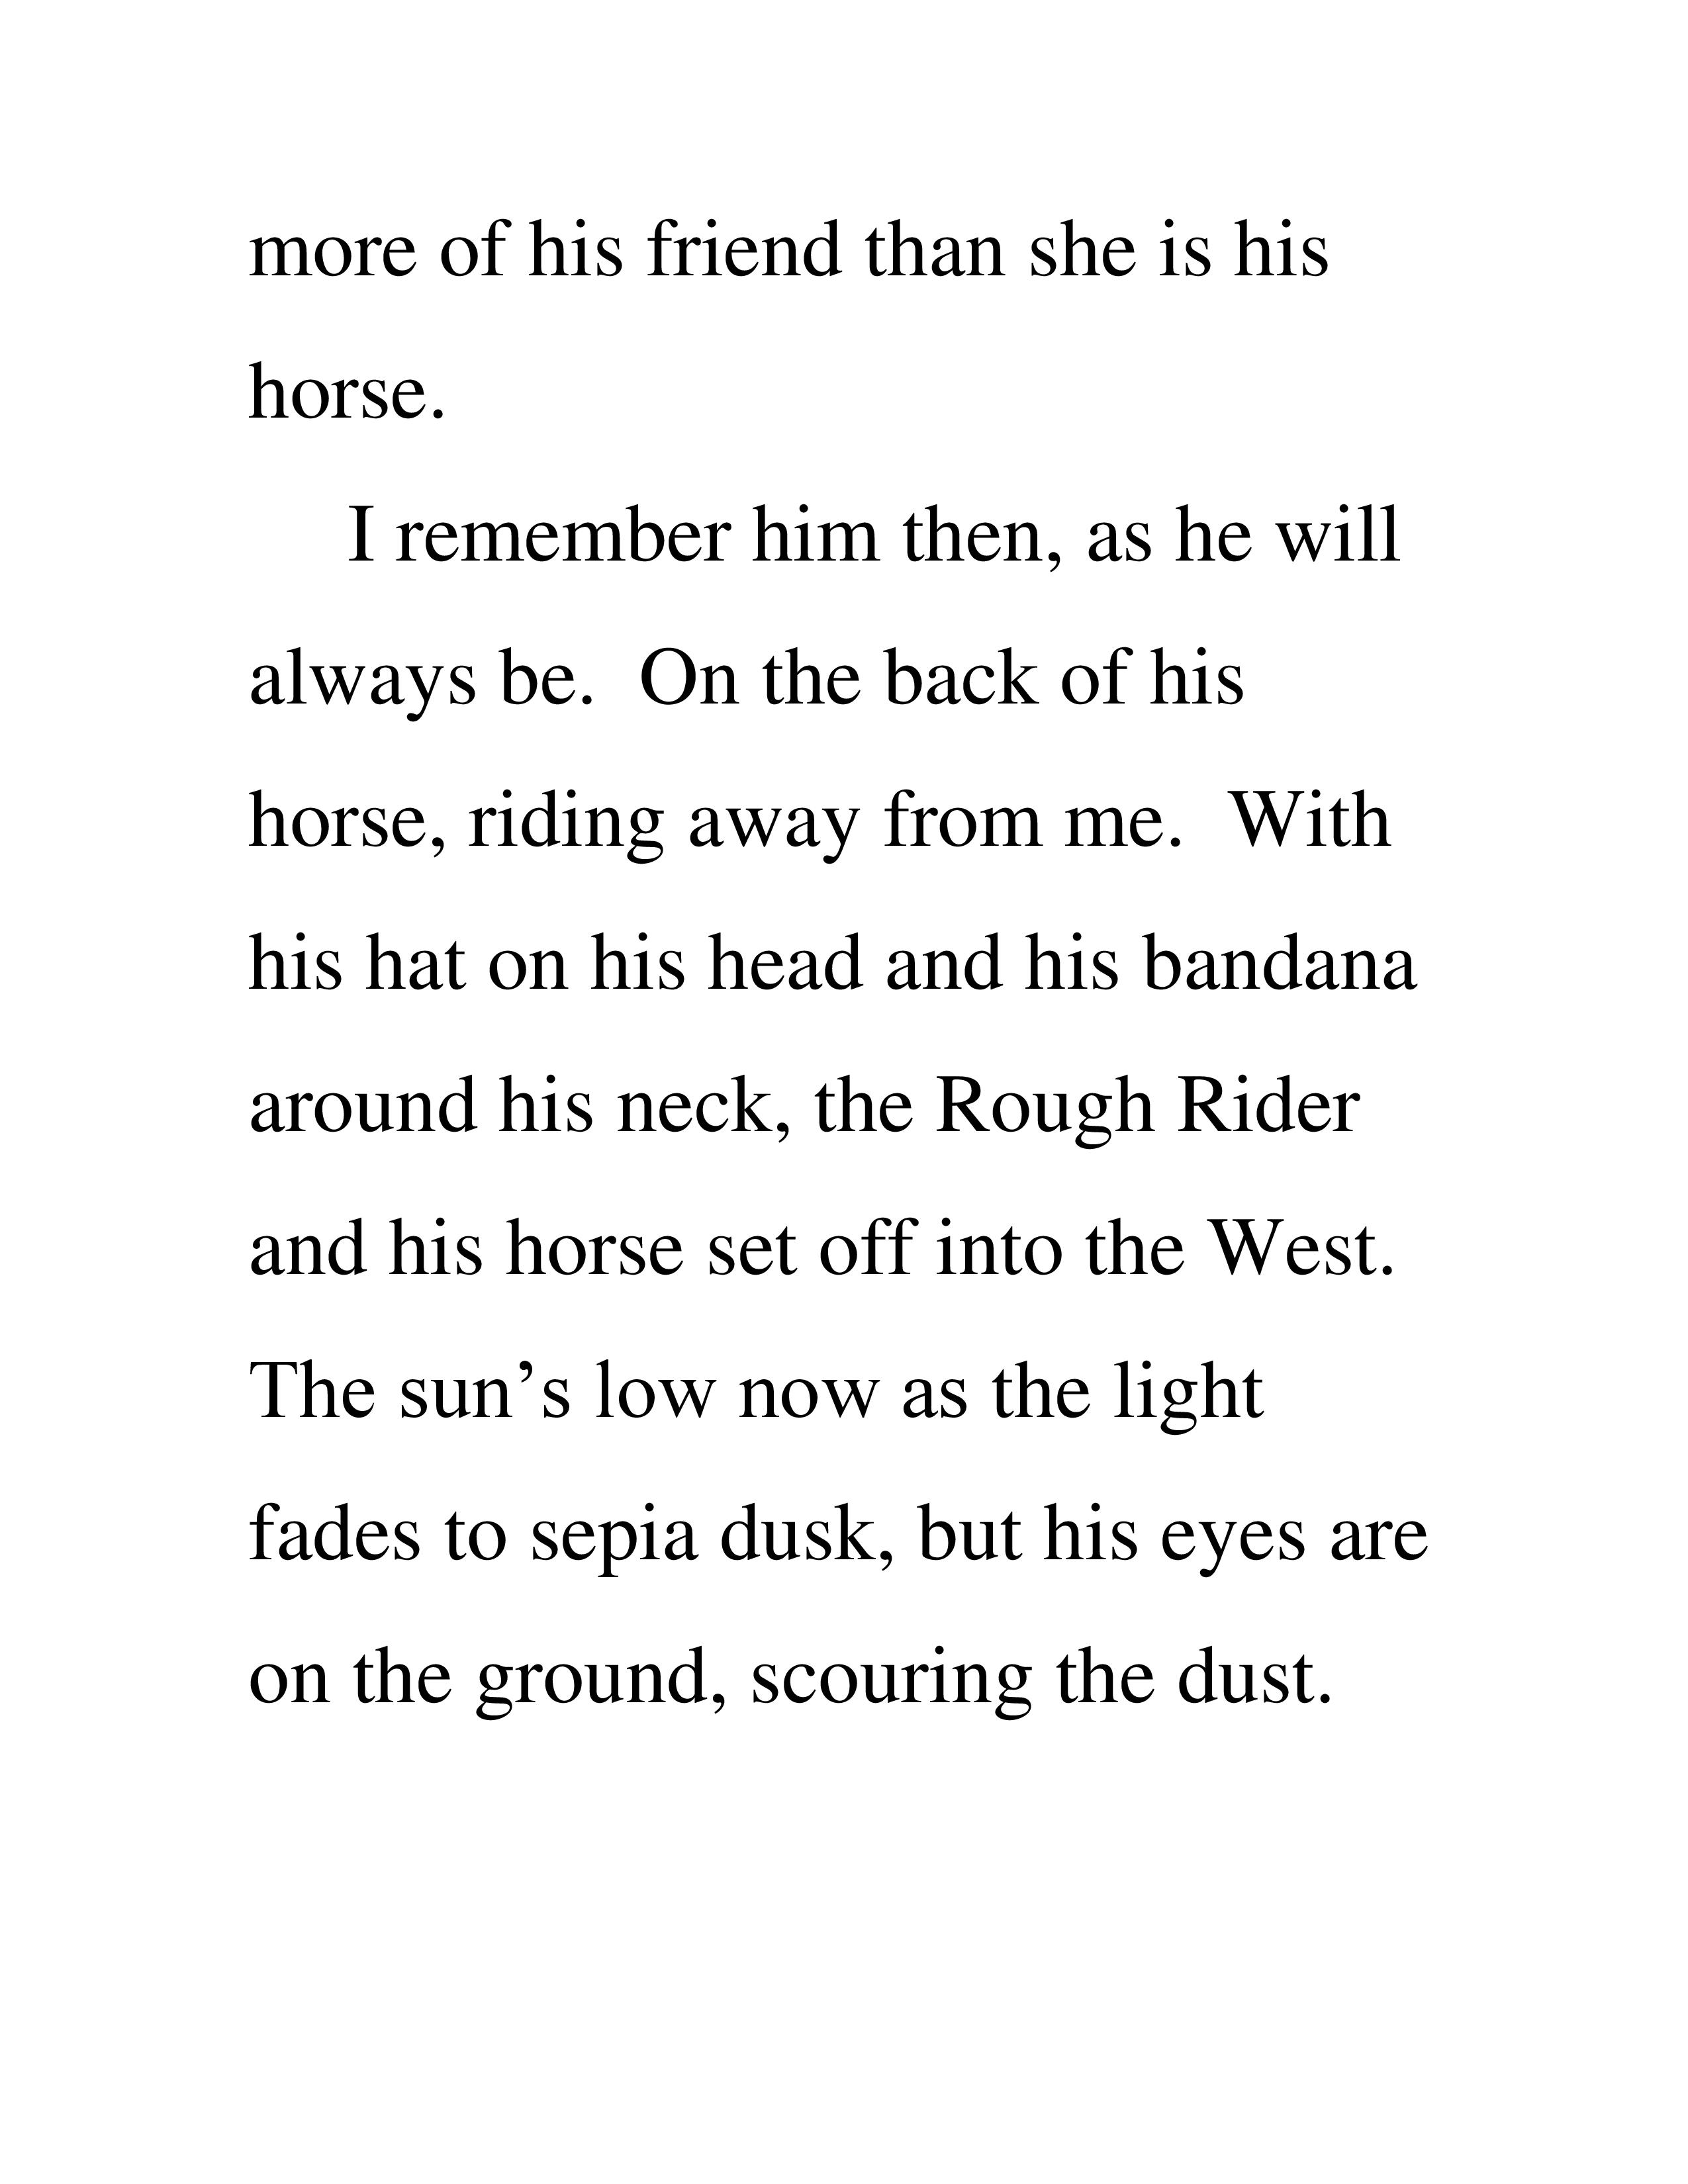 more of his friend than she is his
horse.
I remember him then, as he will
always be.  On the back of his
horse, riding away from me.  With
his hat on his head and his bandana
around his neck, the Rough Rider
and his horse set off into the West.
The sun’s low now as the light
fades to sepia dusk, but his eyes are
on the ground, scouring the dust.